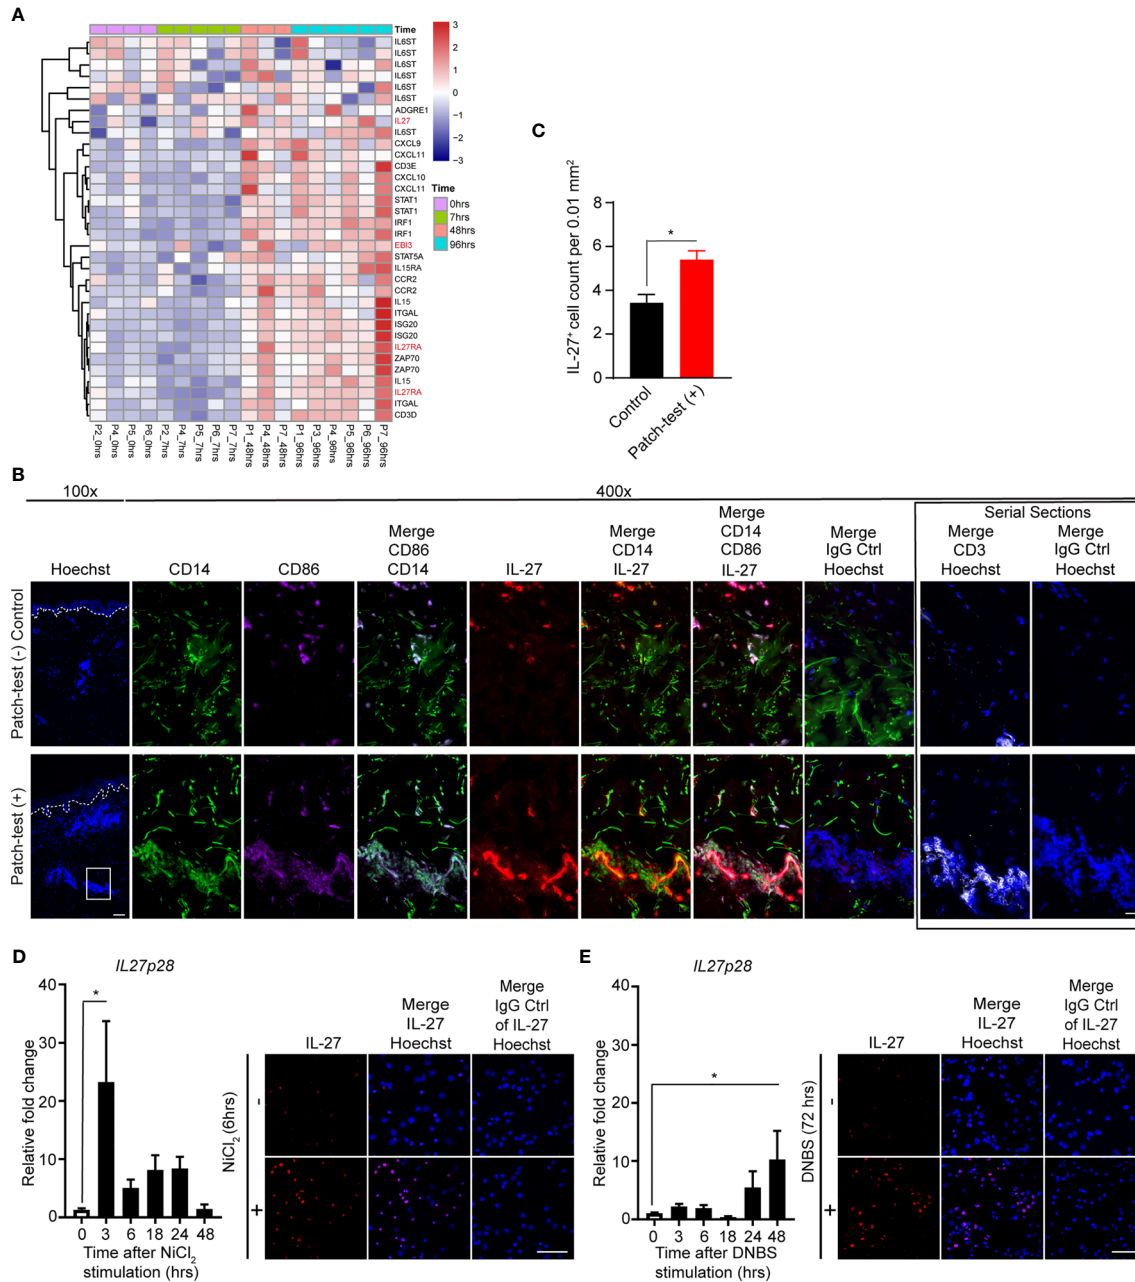 A
Time
IL6ST
IL6ST
IL6ST
IL6ST
IL6ST
IL6ST
ADGRE1
IL27
IL6ST
CXCL9
CXCL11
CD3E
CXCL10
CXCL11
STAT1
STAT1
IRF1
IRF1
EBI3
STAT5A
IL15RA
CCR2
CCR2
IL15
ITGAL
ISG20
ISG20
IL27RA
ZAP70
ZAP70
IL15
IL27RA
ITGAL
CD3D
3
2
1
0
−1
−2
−3
Time
0hrs
7hrs
48hrs
96hrs
P2_0hrs
P4_0hrs
P5_0hrs
P6_0hrs
P2_7hrs
P4_7hrs
P5_7hrs
P6_7hrs
P7_7hrs
P1_48hrs
P4_48hrs
P7_48hrs
P1_96hrs
P3_96hrs
P4_96hrs
P5_96hrs
P6_96hrs
P7_96hrs
C
IL-27⁺ cell count per 0.01 mm²
8
6
4
2
0
*
Control
Patch-test (+)
B
100x
400x
Hoechst
CD14
CD86
Merge
CD86
CD14
IL-27
Merge
CD14
IL-27
Merge
CD14
CD86
IL-27
Merge
IgG Ctrl
Hoechst
Serial Sections
Merge
CD3
Hoechst
Merge
IgG Ctrl
Hoechst
Patch-test (-) Control
Patch-test (+)
D
IL27p28
Relative fold change
40
30
20
10
0
*
0 3 6 18 24 48
Time after NiCl₂
stimulation (hrs)
NiCl₂ (6hrs)
-
+
IL-27
Merge
IL-27
Hoechst
Merge
IgG Ctrl
of IL-27
Hoechst
E
IL27p28
Relative fold change
40
30
20
10
0
*
0 3 6 18 24 48
Time after DNBS
stimulation (hrs)
DNBS (72 hrs)
-
+
IL-27
Merge
IL-27
Hoechst
Merge
IgG Ctrl
of IL-27
Hoechst